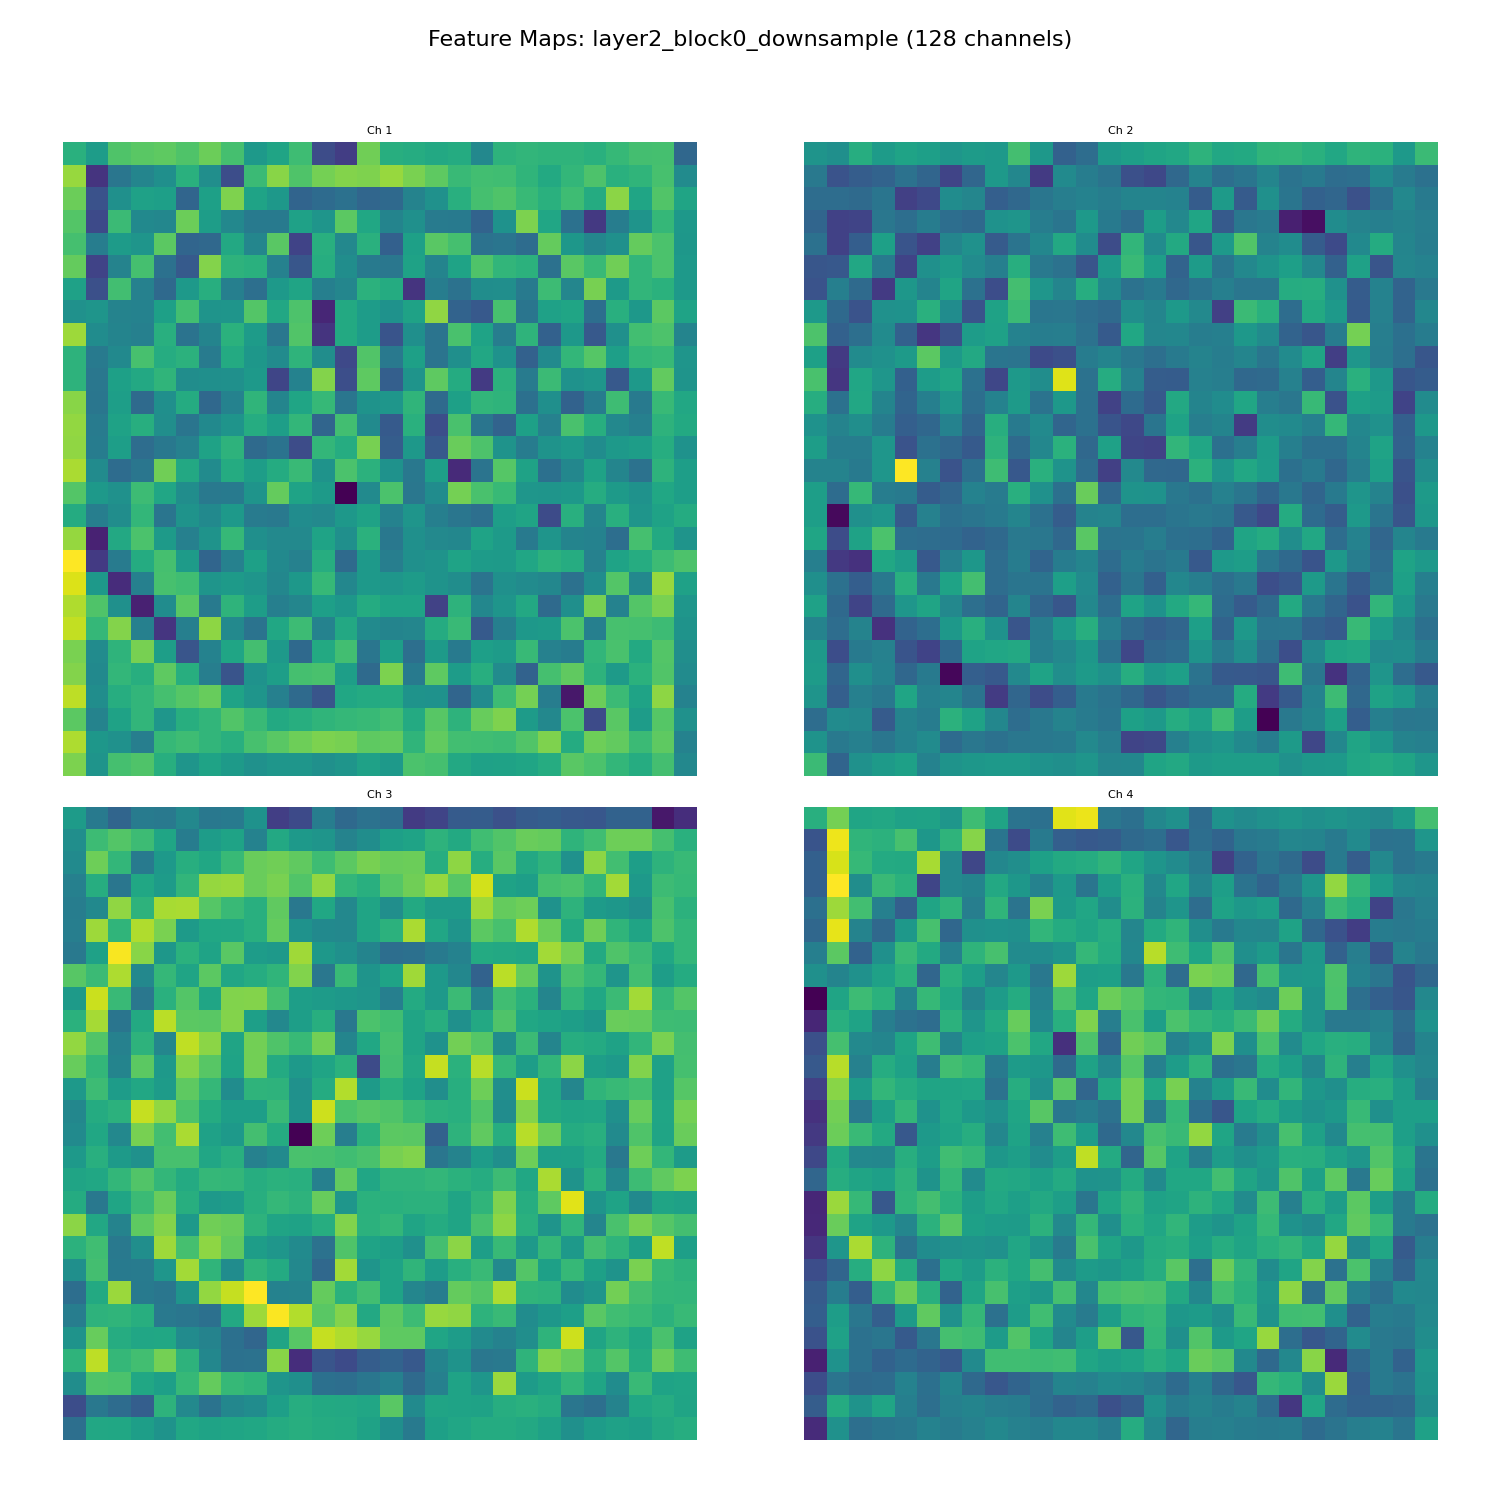 Feature Maps: layer2_block0_downsample (128 channels)
Ch 1
Ch 2
Ch 3
Ch 4